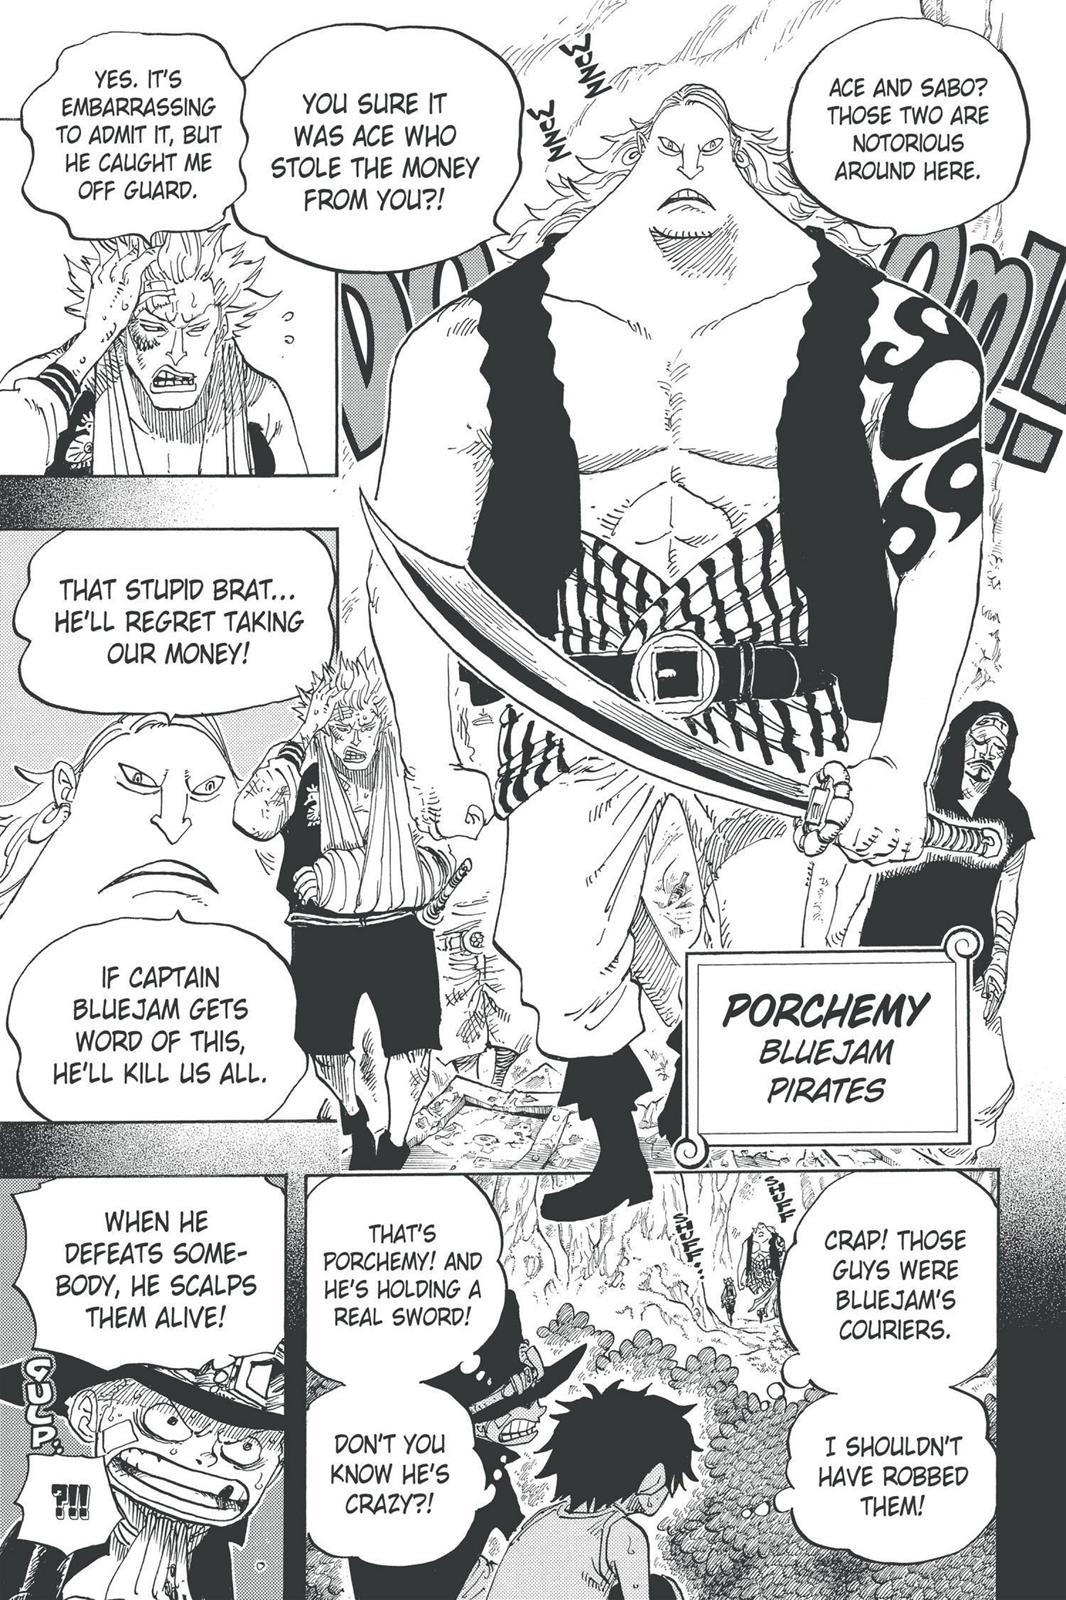 ACE AND SABO?
THOSE TWO ARE
NOTORIOUS
AROUND HERE.
WNN
WNN
YOU SURE IT
WAS ACE WHO
STOLE THE MONEY
FROM YOU?!
YES. IT'S
EMBARRASSING
TO ADMIT IT, BUT
HE CAUGHT ME
OFF GUARD.
THAT STUPID BRAT...
HE'LL REGRET TAKING
OUR MONEY!
IF CAPTAIN
BLUEJAM GETS
WORD OF THIS,
HE'LL KILL US ALL.
PORCHEMY
BLUEJAM
PIRATES
SHUFF
SHUFF...
CRAP! THOSE
GUYS WERE
BLUEJAM'S
COURIERS.
I SHOULDN'T
HAVE ROBBED
THEM!
THAT'S
PORCHEMY! AND
HE'S HOLDING A
REAL SWORD!
DON'T YOU
KNOW HE'S
CRAZY?!
WHEN HE
DEFEATS SOME-
BODY, HE SCALPS
THEM ALIVE!
GULP.
?!!